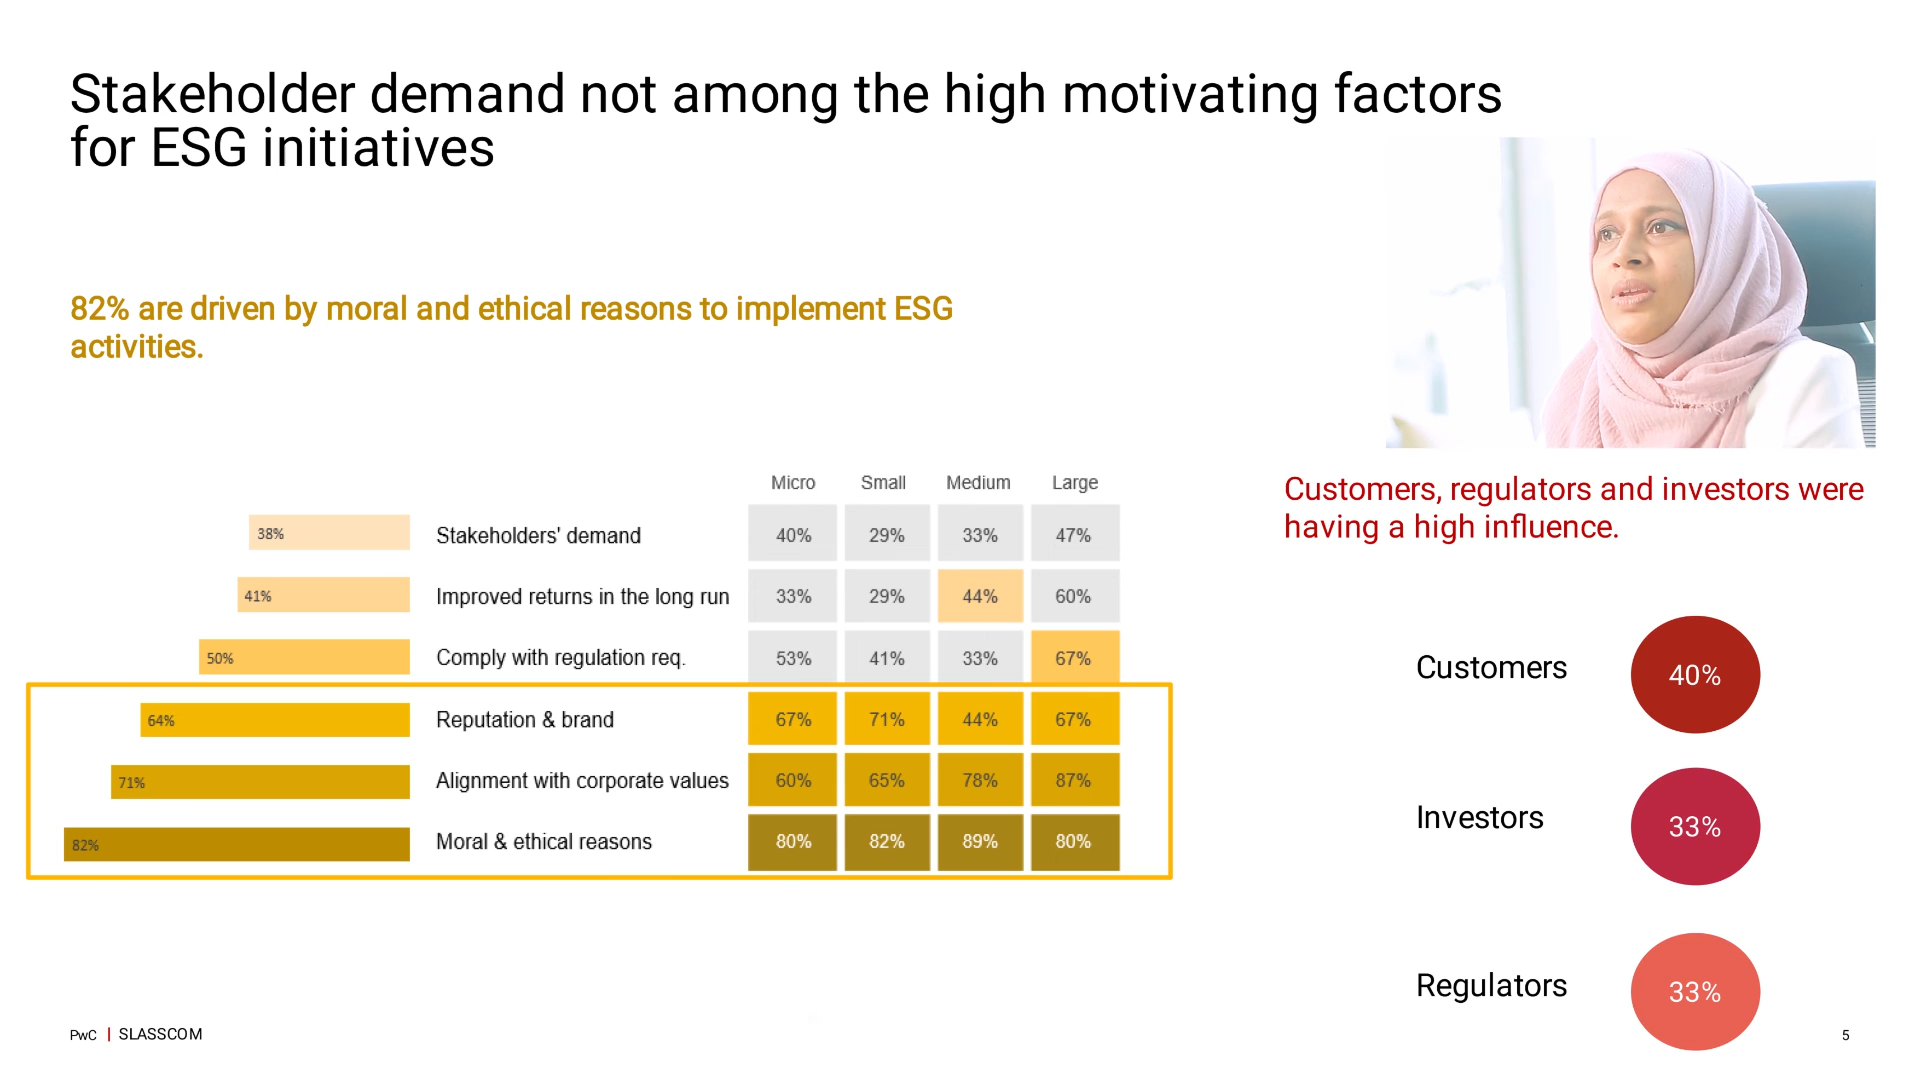 Stakeholder demand not among the high motivating factors
for ESG initiatives
82% are driven by moral and ethical reasons to implement ESG
activities.
Micro Small Medium Large
38% Stakeholders' demand 40% 29% 33% 47%
41% Improved returns in the long run 33% 29% 44% 60%
50% Comply with regulation req. 53% 41% 33% 67%
64% Reputation & brand 67% 71% 44% 67%
71% Alignment with corporate values 60% 65% 78% 87%
82% Moral & ethical reasons 80% 82% 89% 80%
Customers, regulators and investors were
having a high influence.
Customers 40%
Investors 33%
Regulators 33%
PwC | SLASSCOM
5